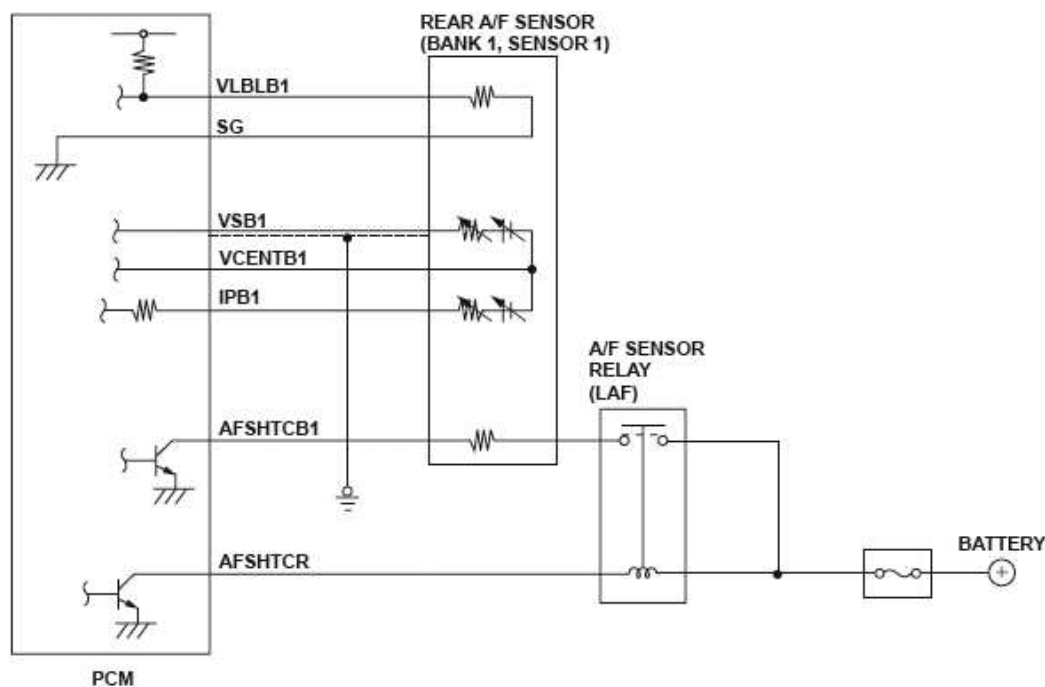 REAR A/F SENSOR
(BANK 1, SENSOR 1)
VLBLB1
SG
VSB1
VCENTB1
IPB1
A/F SENSOR
RELAY
(LAF)
AFSHTCB1
BATTERY
AFSHTCR
PCM